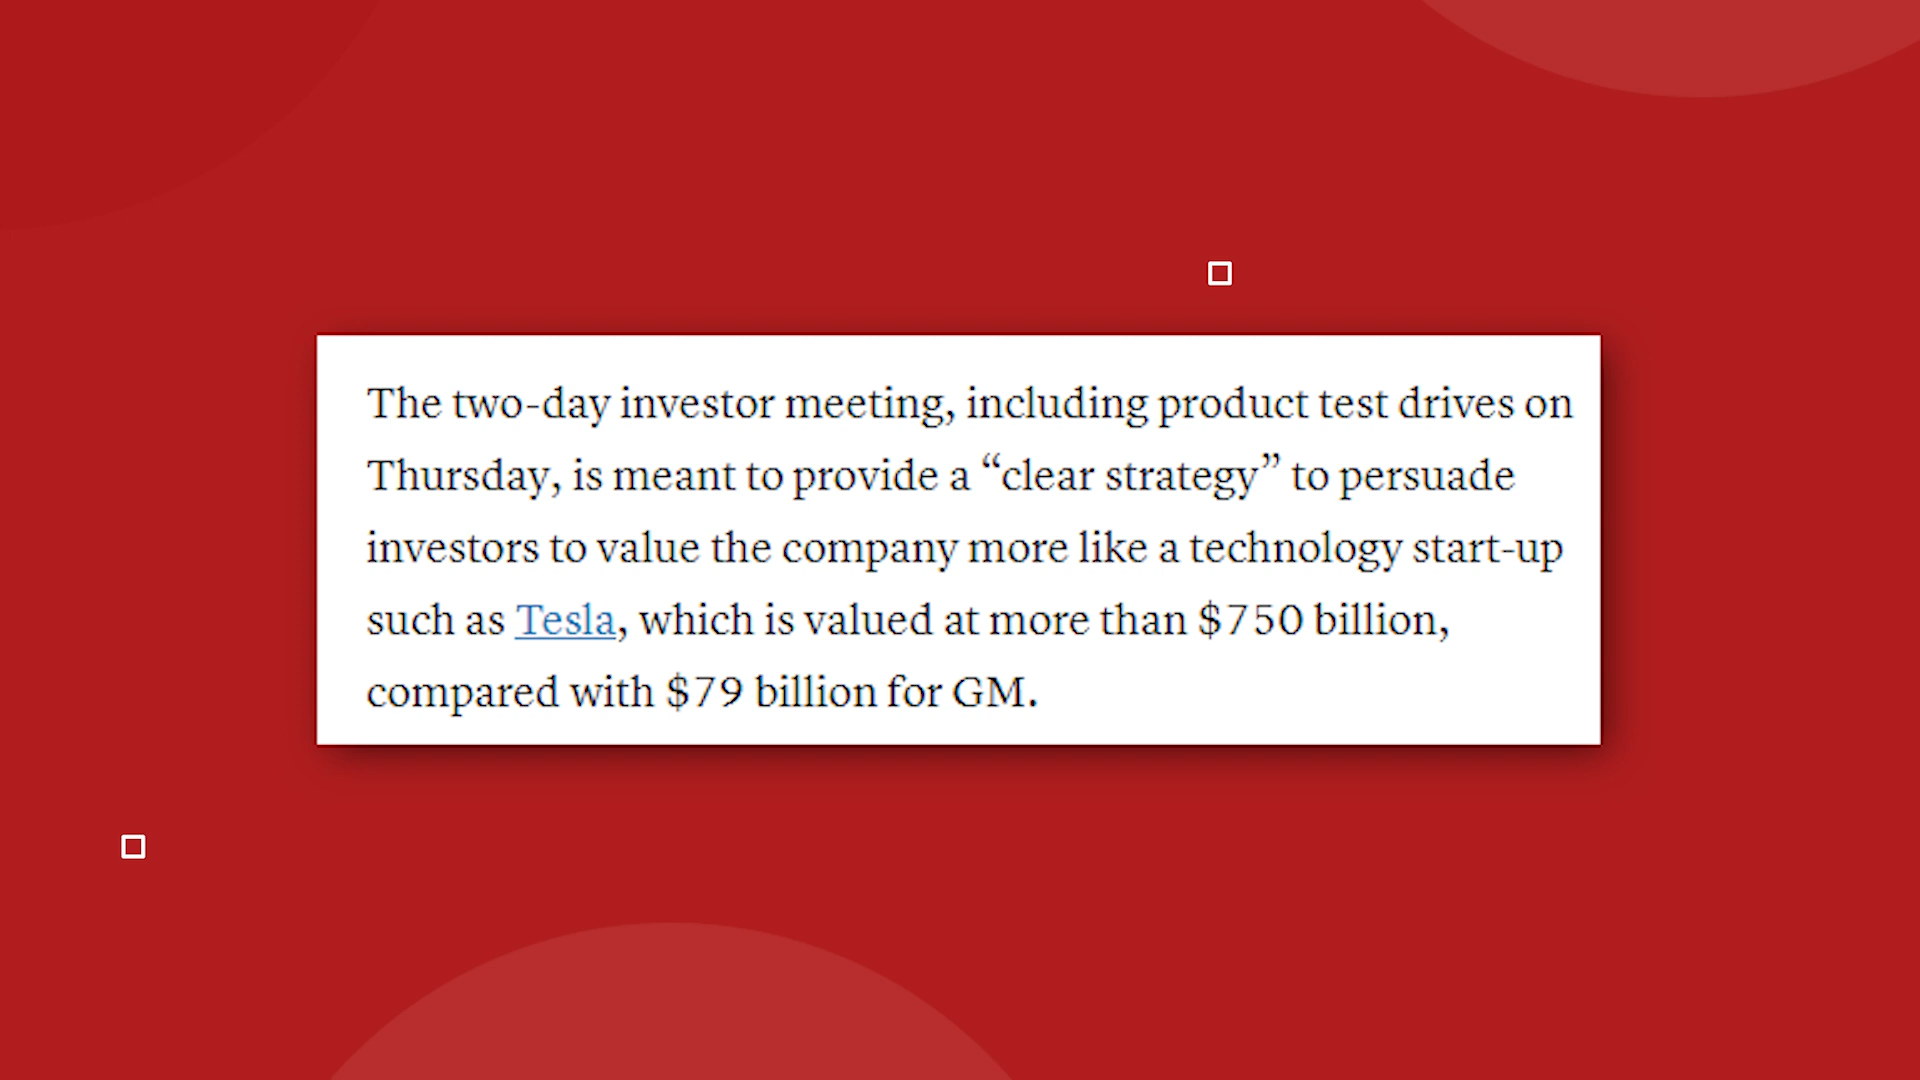 The two-day investor meeting, including product test drives on
Thursday, is meant to provide a “clear strategy” to persuade
investors to value the company more like a technology start-up
such as Tesla, which is valued at more than $750 billion,
compared with $79 billion for GM.